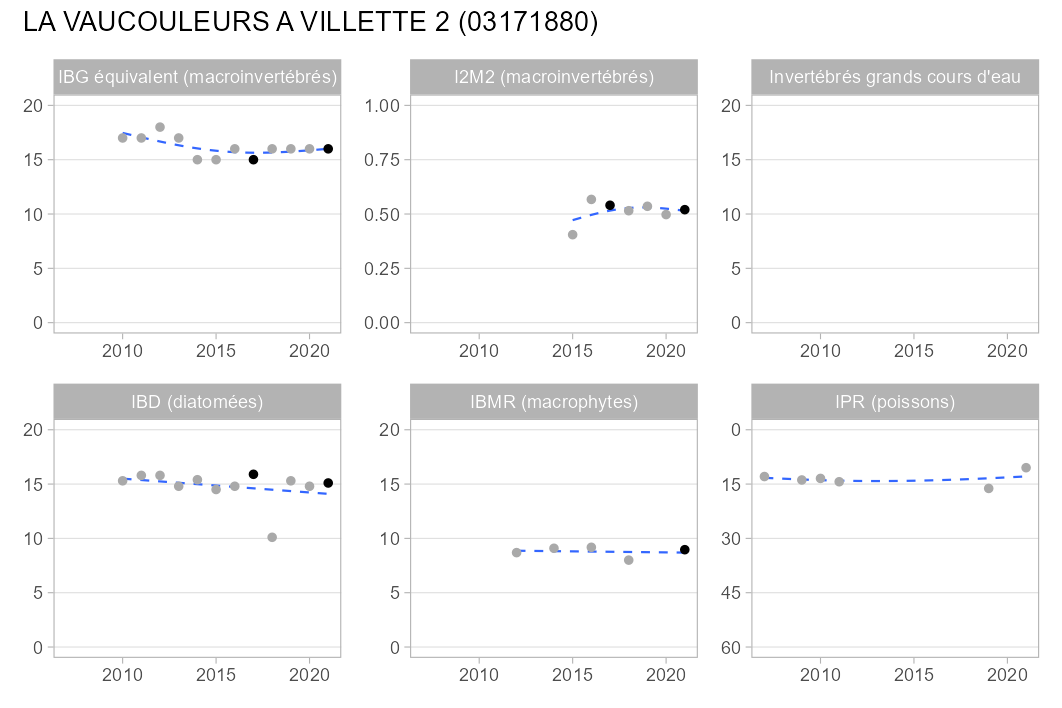 LA VAUCOULEURS A VILLETTE 2 (03171880)
IBG équivalent (macroinvertébrés)
20
15
10
5
0
2010 2015 2020
I2M2 (macroinvertébrés)
1.00
0.75
0.50
0.25
0.00
2010 2015 2020
Invertébrés grands cours d'eau
20
15
10
5
0
2010 2015 2020
IBD (diatomées)
20
15
10
5
0
2010 2015 2020
IBMR (macrophytes)
20
15
10
5
0
2010 2015 2020
IPR (poissons)
0
15
30
45
60
2010 2015 2020